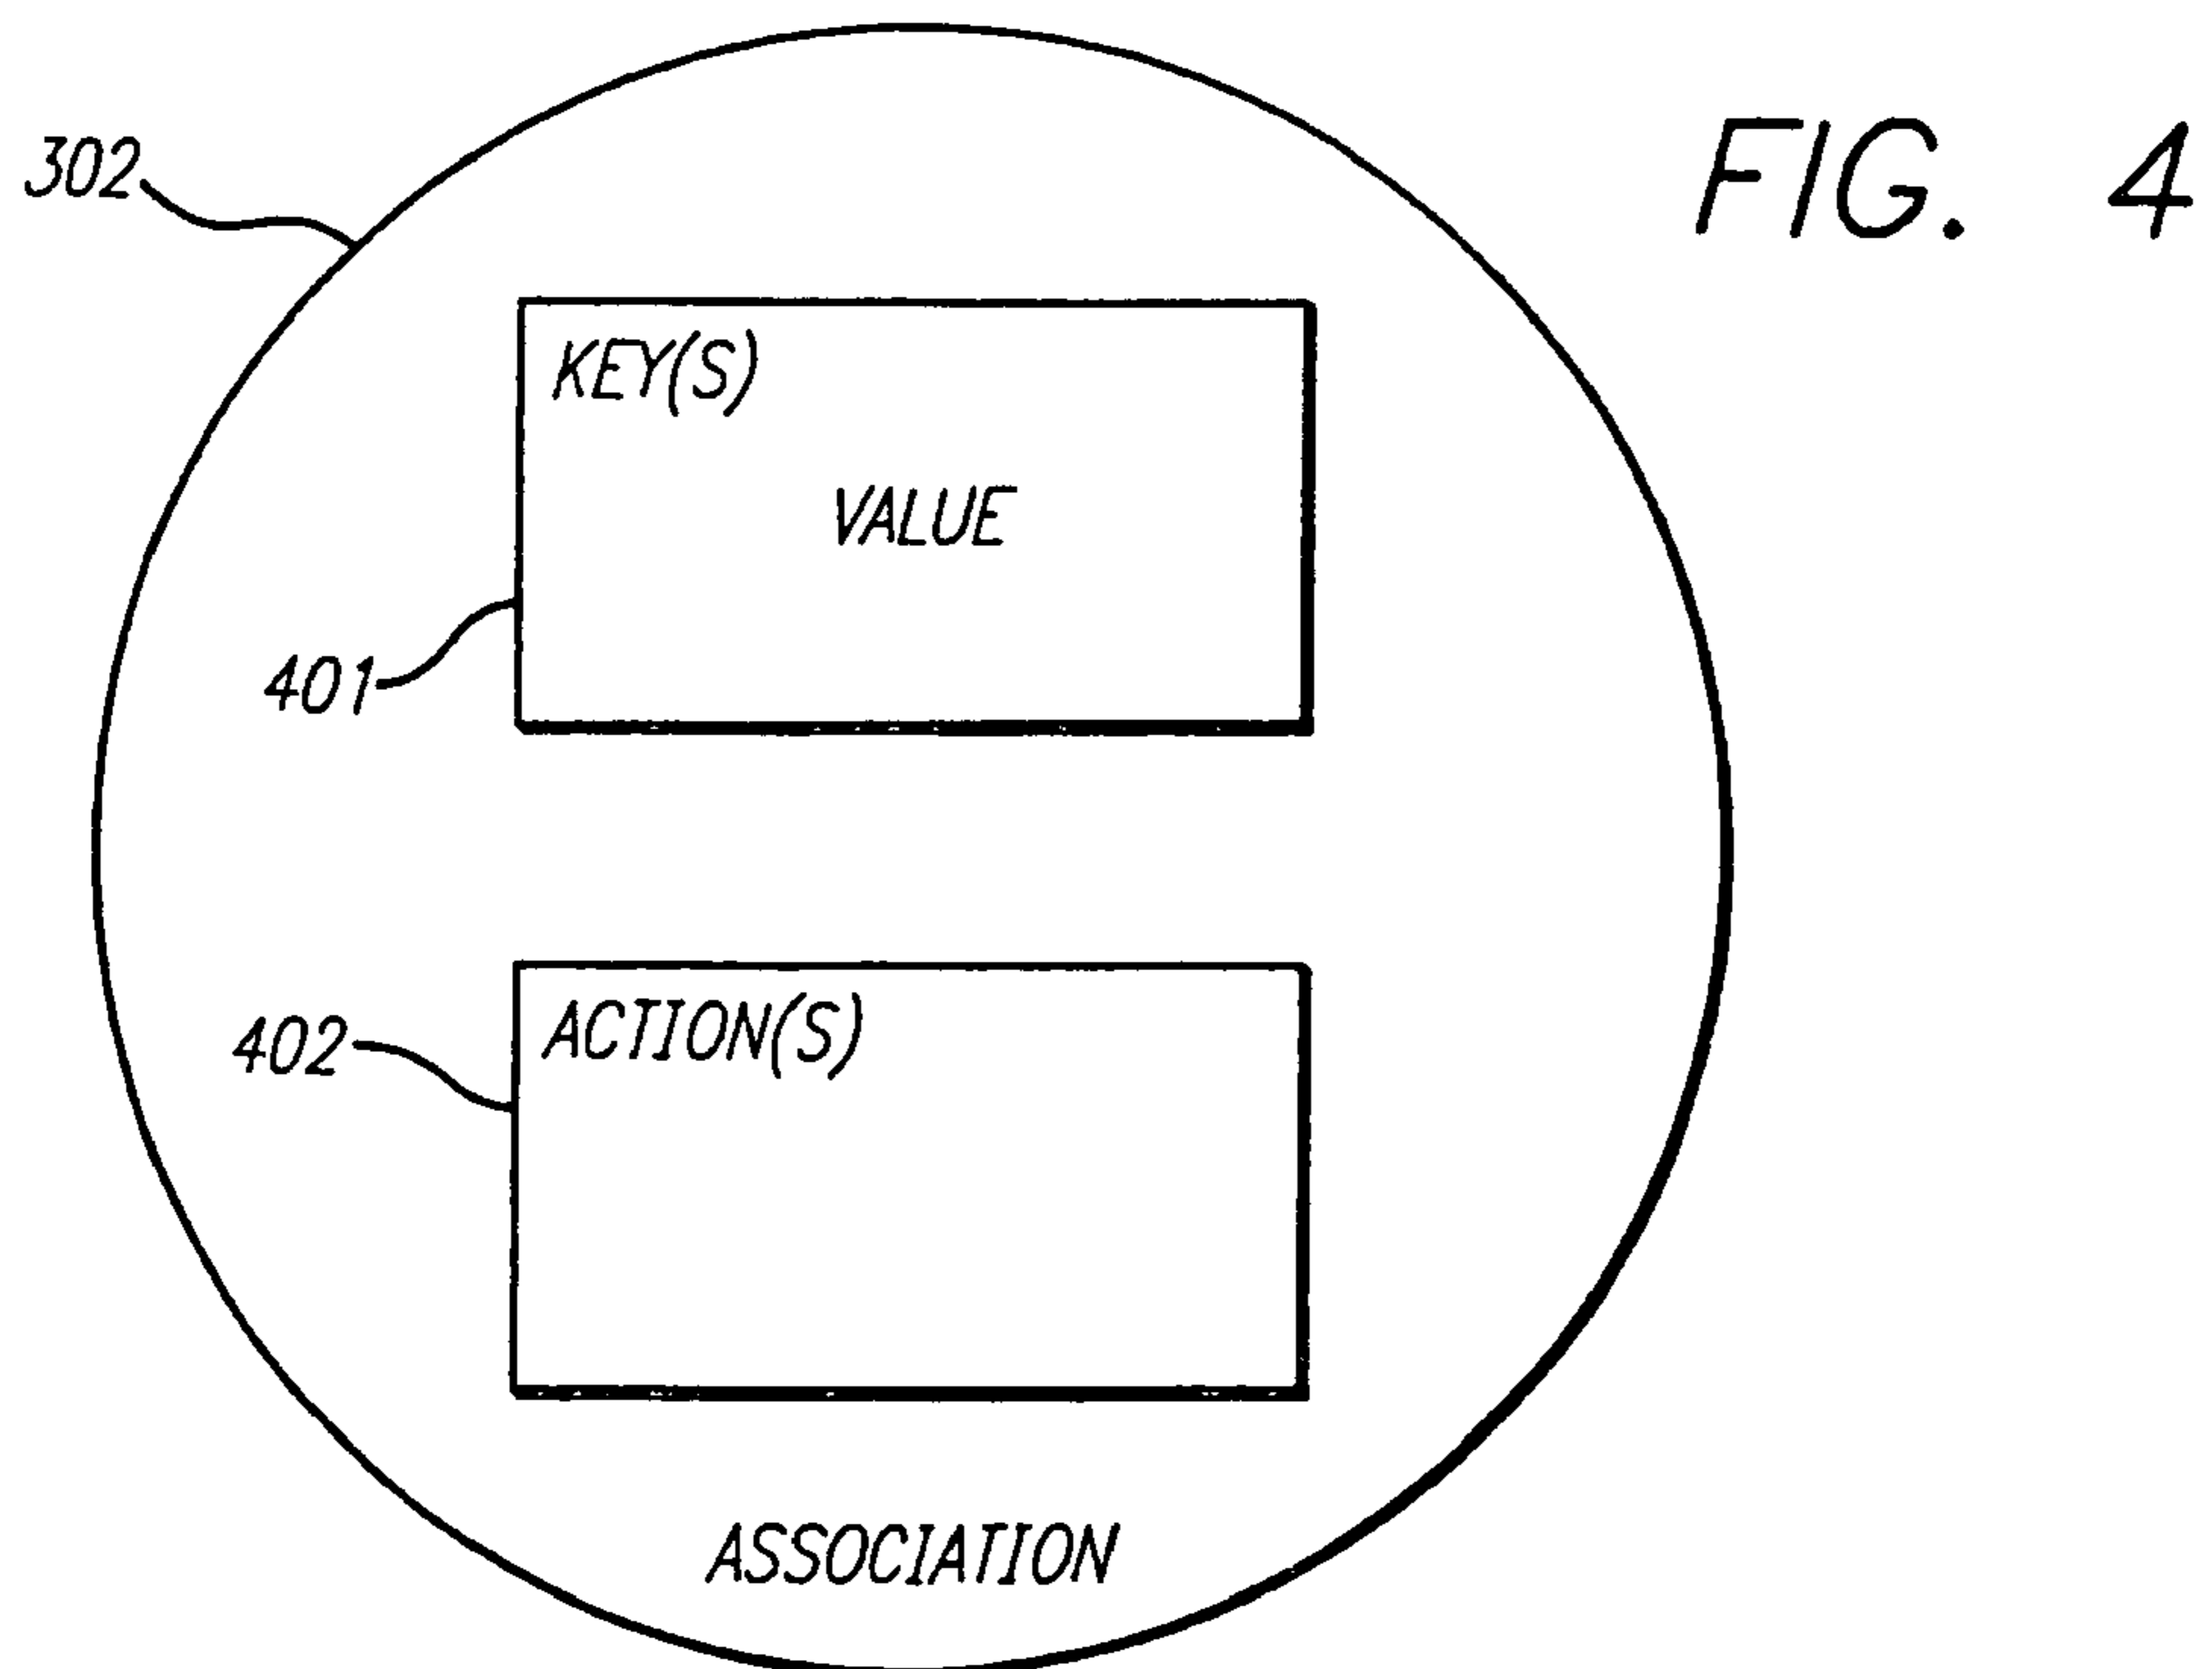 FIG. 4
302
KEY(S)
VALUE
401
402
ACTION(S)
ASSOCIATION